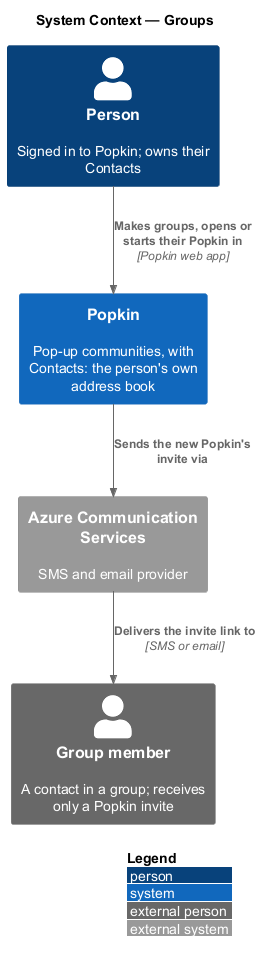 System Context — Groups
Person
Signed in to Popkin; owns their
Contacts
Makes groups, opens or
starts their Popkin in
[Popkin web app]
Popkin
Pop-up communities, with
Contacts: the person's own
address book
Sends the new Popkin's
invite via
Azure Communication
Services
SMS and email provider
Delivers the invite link to
[SMS or email]
Group member
A contact in a group; receives
only a Popkin invite
Legend
person
system
external person
external system